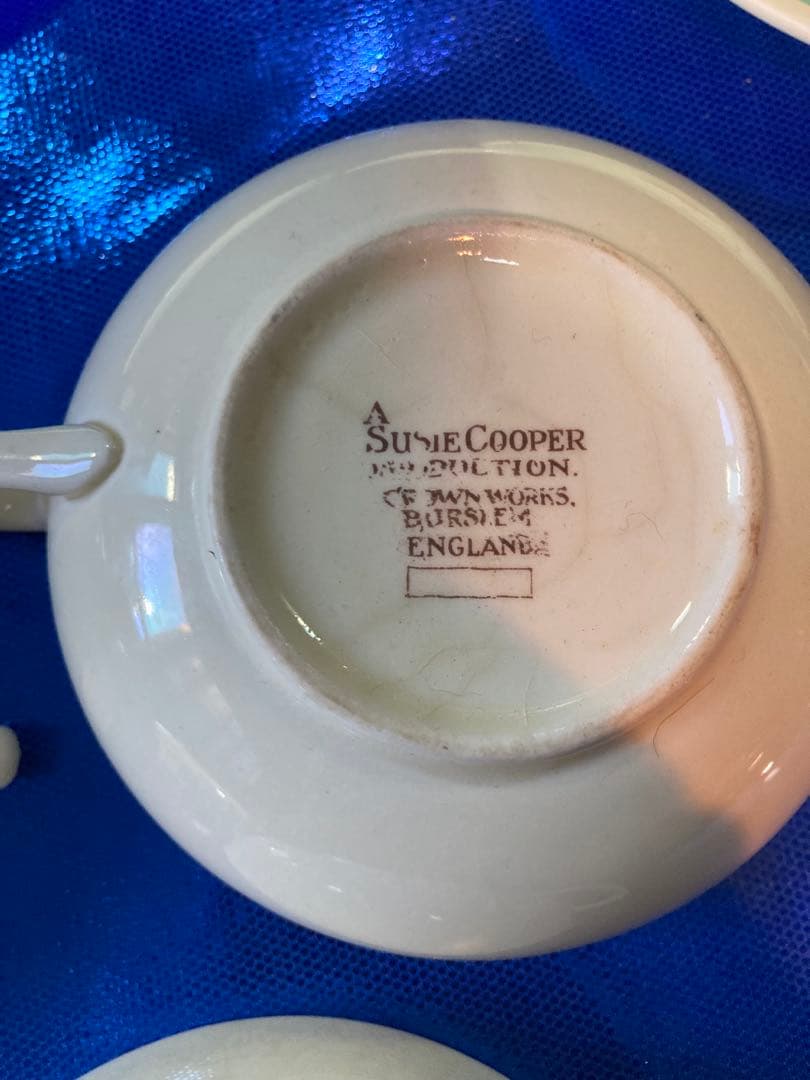 A
SUSIE COOPER
PRODUCTION.
CROWN WORKS,
BURSLEM
ENGLAND